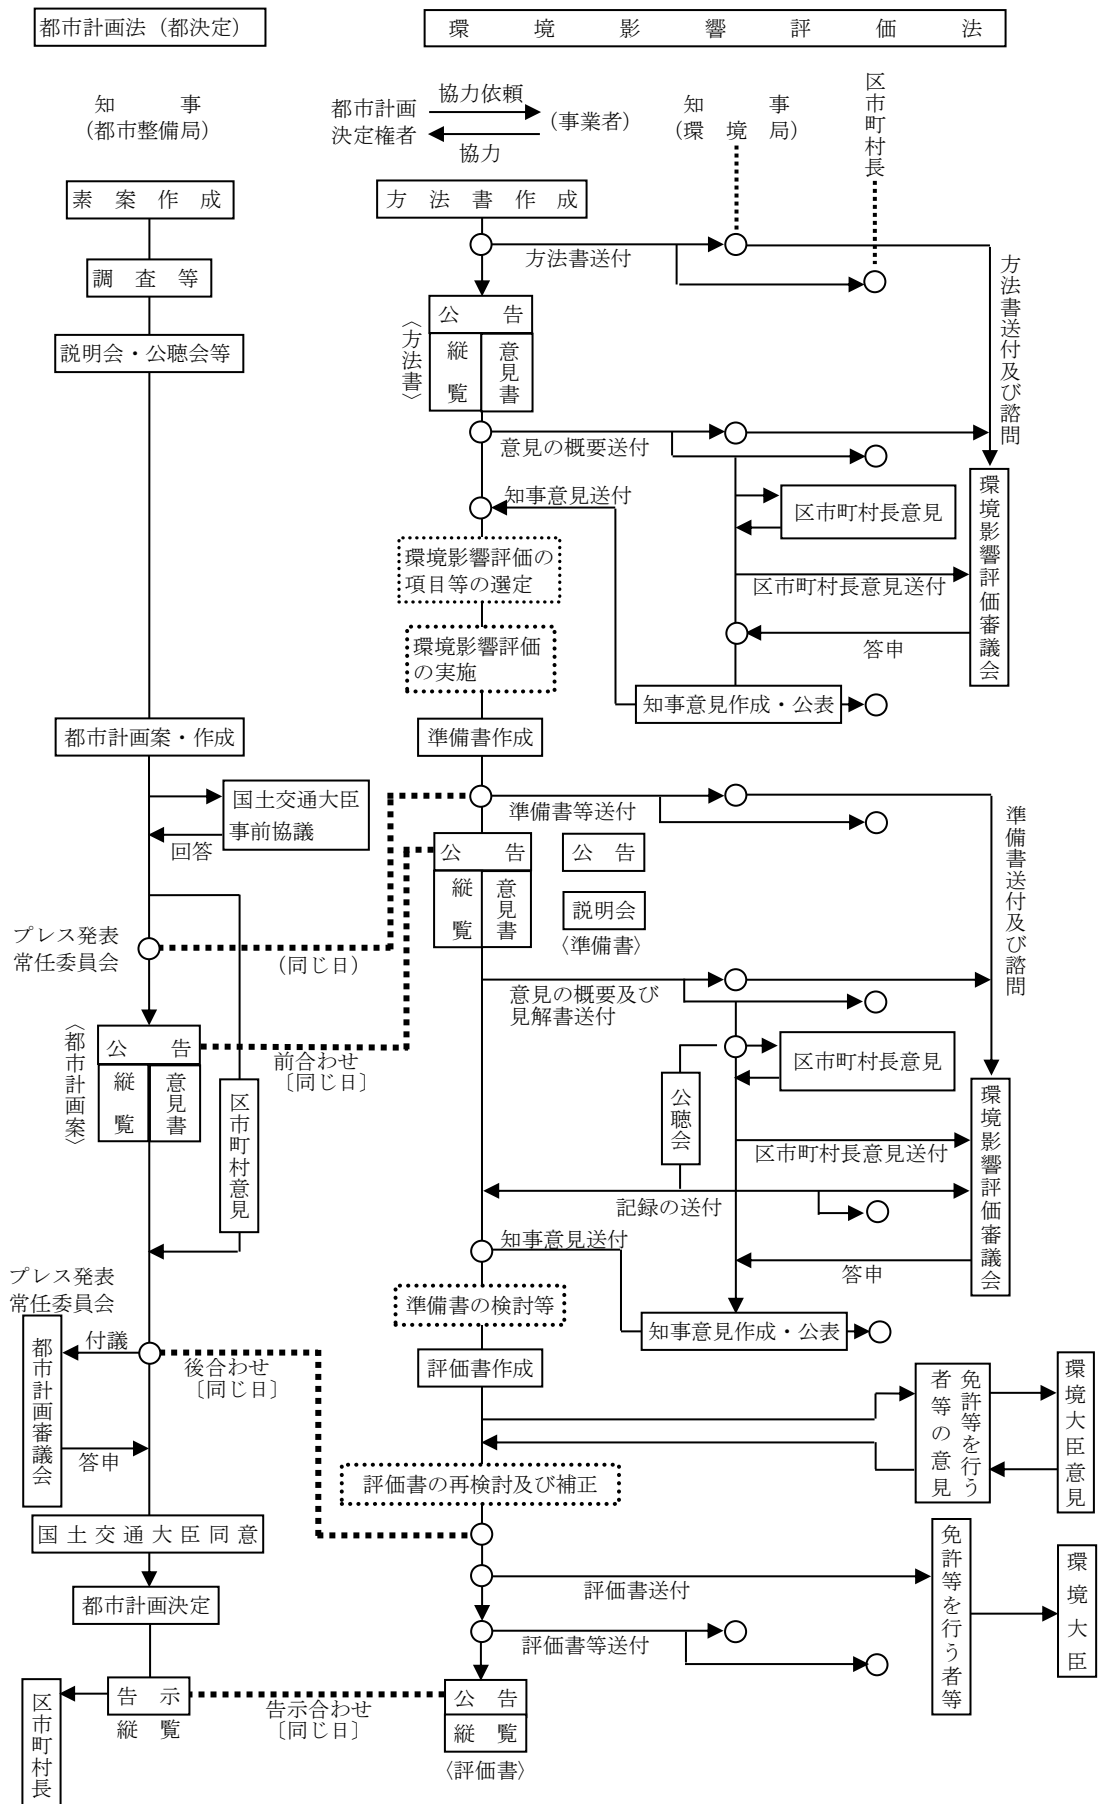 都市計画法（都決定）
環境影響評価法
知事
（都市整備局）
都市計画
決定権者
協力依頼
協力
（事業者）
知事
（環境局）
区市町村長
素案作成
調査等
説明会・公聴会等
方法書作成
方法書送付
公告
縦覧
意見書
〈方法書〉
方法書送付及び諮問
意見の概要送付
知事意見送付
区市町村長意見
環境影響評価の
項目等の選定
区市町村長意見送付
環境影響評価審議会
環境影響評価
の実施
答申
知事意見作成・公表
都市計画案・作成
準備書作成
国土交通大臣
事前協議
回答
準備書等送付
公告
縦覧
意見書
公告
説明会
〈準備書〉
準備書送付及び諮問
プレス発表
常任委員会
（同じ日）
意見の概要及び
見解書送付
〈都市計画案〉
公告
縦覧
意見書
前合わせ
〔同じ日〕
区市町村意見
公聴会
区市町村長意見
区市町村長意見送付
環境影響評価審議会
記録の送付
知事意見送付
答申
プレス発表
常任委員会
準備書の検討等
知事意見作成・公表
付議
都市計画審議会
答申
後合わせ
〔同じ日〕
評価書作成
免許等を行う
者等の意見
環境大臣意見
評価書の再検討及び補正
国土交通大臣同意
都市計画決定
評価書送付
免許等を行う者等
環境大臣
評価書等送付
告示
縦覧
区市町村長
告示合わせ
〔同じ日〕
公告
縦覧
〈評価書〉